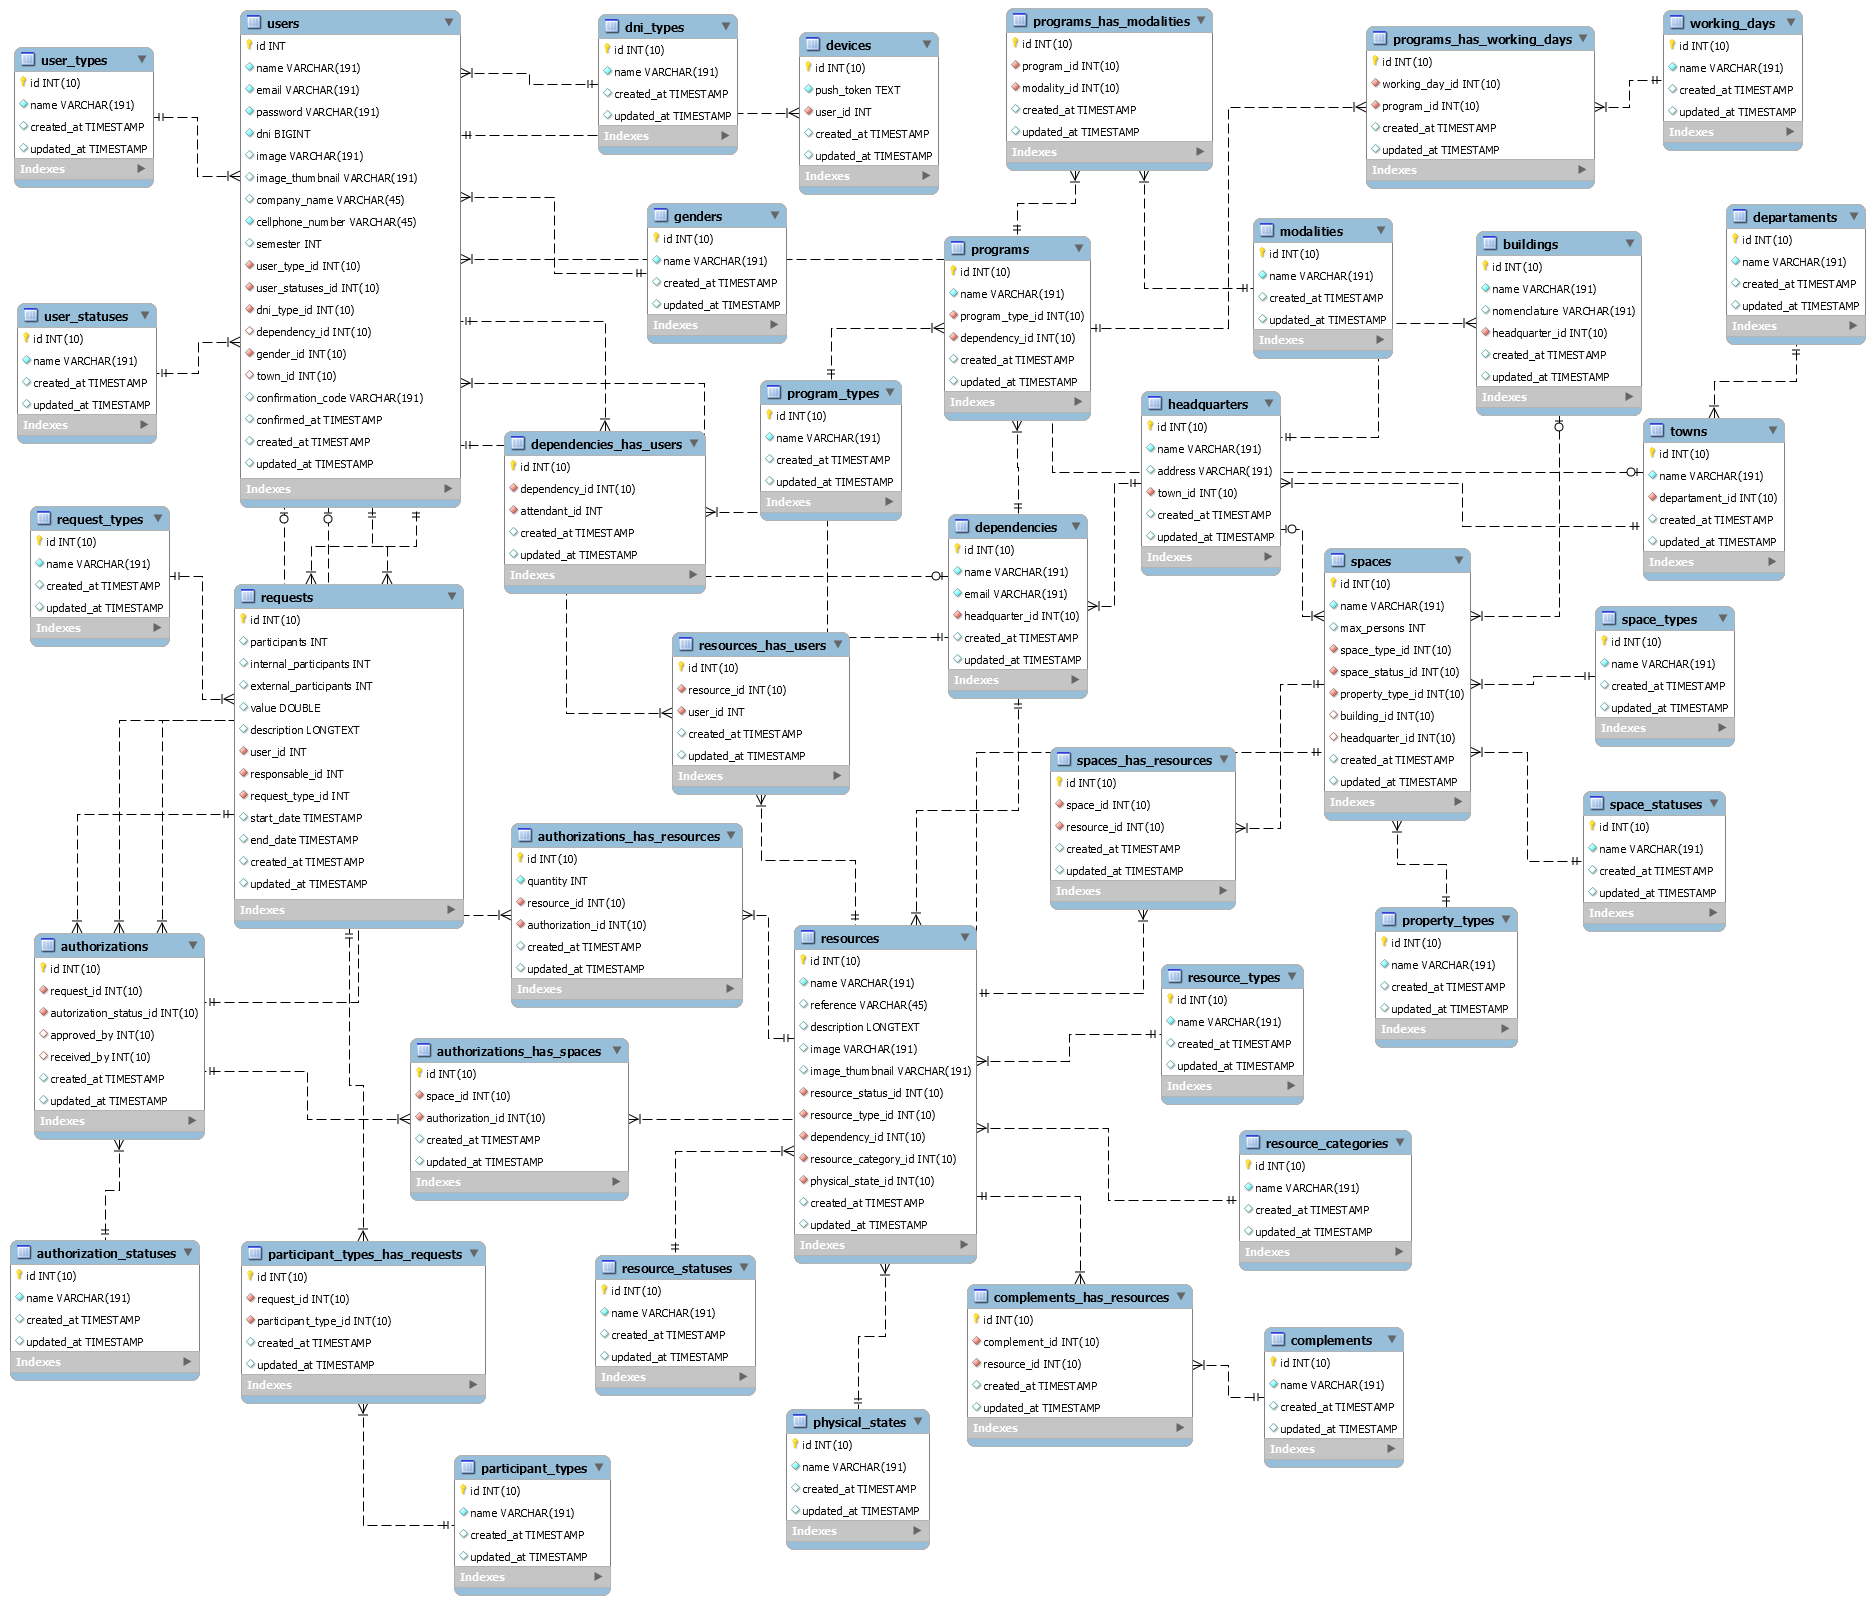 users
id INT
name VARCHAR(191)
email VARCHAR(191)
password VARCHAR(191)
dni BIGINT
image VARCHAR(191)
image_thumbnail VARCHAR(191)
company_name VARCHAR(45)
cellphone_number VARCHAR(45)
semester INT
user_type_id INT(10)
user_statuses_id INT(10)
dni_type_id INT(10)
dependency_id INT(10)
gender_id INT(10)
town_id INT(10)
confirmation_code VARCHAR(191)
confirmed_at TIMESTAMP
created_at TIMESTAMP
updated_at TIMESTAMP
Indexes
user_types
id INT(10)
name VARCHAR(191)
created_at TIMESTAMP
updated_at TIMESTAMP
Indexes
dni_types
id INT(10)
name VARCHAR(191)
created_at TIMESTAMP
updated_at TIMESTAMP
Indexes
devices
id INT(10)
push_token TEXT
user_id INT
created_at TIMESTAMP
updated_at TIMESTAMP
Indexes
programs_has_modalities
id INT(10)
program_id INT(10)
modality_id INT(10)
created_at TIMESTAMP
updated_at TIMESTAMP
Indexes
programs_has_working_days
id INT(10)
working_day_id INT(10)
program_id INT(10)
created_at TIMESTAMP
updated_at TIMESTAMP
Indexes
working_days
id INT(10)
name VARCHAR(191)
created_at TIMESTAMP
updated_at TIMESTAMP
Indexes
genders
id INT(10)
name VARCHAR(191)
created_at TIMESTAMP
updated_at TIMESTAMP
Indexes
programs
id INT(10)
name VARCHAR(191)
program_type_id INT(10)
dependency_id INT(10)
created_at TIMESTAMP
updated_at TIMESTAMP
Indexes
modalities
id INT(10)
name VARCHAR(191)
created_at TIMESTAMP
updated_at TIMESTAMP
Indexes
buildings
id INT(10)
name VARCHAR(191)
nomenclature VARCHAR(191)
headquarter_id INT(10)
created_at TIMESTAMP
updated_at TIMESTAMP
Indexes
departaments
id INT(10)
name VARCHAR(191)
created_at TIMESTAMP
updated_at TIMESTAMP
Indexes
user_statuses
id INT(10)
name VARCHAR(191)
created_at TIMESTAMP
updated_at TIMESTAMP
Indexes
program_types
id INT(10)
name VARCHAR(191)
created_at TIMESTAMP
updated_at TIMESTAMP
Indexes
headquarters
id INT(10)
name VARCHAR(191)
address VARCHAR(191)
town_id INT(10)
created_at TIMESTAMP
updated_at TIMESTAMP
Indexes
towns
id INT(10)
name VARCHAR(191)
departament_id INT(10)
created_at TIMESTAMP
updated_at TIMESTAMP
Indexes
dependencies_has_users
id INT(10)
dependency_id INT(10)
attendant_id INT
created_at TIMESTAMP
updated_at TIMESTAMP
Indexes
request_types
id INT(10)
name VARCHAR(191)
created_at TIMESTAMP
updated_at TIMESTAMP
Indexes
dependencies
id INT(10)
name VARCHAR(191)
email VARCHAR(191)
headquarter_id INT(10)
created_at TIMESTAMP
updated_at TIMESTAMP
Indexes
spaces
id INT(10)
name VARCHAR(191)
max_persons INT
space_type_id INT(10)
space_status_id INT(10)
property_type_id INT(10)
building_id INT(10)
headquarter_id INT(10)
created_at TIMESTAMP
updated_at TIMESTAMP
Indexes
requests
id INT(10)
participants INT
internal_participants INT
external_participants INT
value DOUBLE
description LONGTEXT
user_id INT
responsable_id INT
request_type_id INT
start_date TIMESTAMP
end_date TIMESTAMP
created_at TIMESTAMP
updated_at TIMESTAMP
Indexes
space_types
id INT(10)
name VARCHAR(191)
created_at TIMESTAMP
updated_at TIMESTAMP
Indexes
resources_has_users
id INT(10)
resource_id INT(10)
user_id INT
created_at TIMESTAMP
updated_at TIMESTAMP
Indexes
spaces_has_resources
id INT(10)
space_id INT(10)
resource_id INT(10)
created_at TIMESTAMP
updated_at TIMESTAMP
Indexes
space_statuses
id INT(10)
name VARCHAR(191)
created_at TIMESTAMP
updated_at TIMESTAMP
Indexes
authorizations_has_resources
id INT(10)
quantity INT
resource_id INT(10)
authorization_id INT(10)
created_at TIMESTAMP
updated_at TIMESTAMP
Indexes
property_types
id INT(10)
name VARCHAR(191)
created_at TIMESTAMP
updated_at TIMESTAMP
Indexes
authorizations
id INT(10)
request_id INT(10)
autorization_status_id INT(10)
approved_by INT(10)
received_by INT(10)
created_at TIMESTAMP
updated_at TIMESTAMP
Indexes
resources
id INT(10)
name VARCHAR(191)
reference VARCHAR(45)
description LONGTEXT
image VARCHAR(191)
image_thumbnail VARCHAR(191)
resource_status_id INT(10)
resource_type_id INT(10)
dependency_id INT(10)
resource_category_id INT(10)
physical_state_id INT(10)
created_at TIMESTAMP
updated_at TIMESTAMP
Indexes
resource_types
id INT(10)
name VARCHAR(191)
created_at TIMESTAMP
updated_at TIMESTAMP
Indexes
authorizations_has_spaces
id INT(10)
space_id INT(10)
authorization_id INT(10)
created_at TIMESTAMP
updated_at TIMESTAMP
Indexes
resource_categories
id INT(10)
name VARCHAR(191)
created_at TIMESTAMP
updated_at TIMESTAMP
Indexes
authorization_statuses
id INT(10)
name VARCHAR(191)
created_at TIMESTAMP
updated_at TIMESTAMP
Indexes
participant_types_has_requests
id INT(10)
request_id INT(10)
participant_type_id INT(10)
created_at TIMESTAMP
updated_at TIMESTAMP
Indexes
resource_statuses
id INT(10)
name VARCHAR(191)
created_at TIMESTAMP
updated_at TIMESTAMP
Indexes
complements_has_resources
id INT(10)
complement_id INT(10)
resource_id INT(10)
created_at TIMESTAMP
updated_at TIMESTAMP
Indexes
complements
id INT(10)
name VARCHAR(191)
created_at TIMESTAMP
updated_at TIMESTAMP
Indexes
physical_states
id INT(10)
name VARCHAR(191)
created_at TIMESTAMP
updated_at TIMESTAMP
Indexes
participant_types
id INT(10)
name VARCHAR(191)
created_at TIMESTAMP
updated_at TIMESTAMP
Indexes